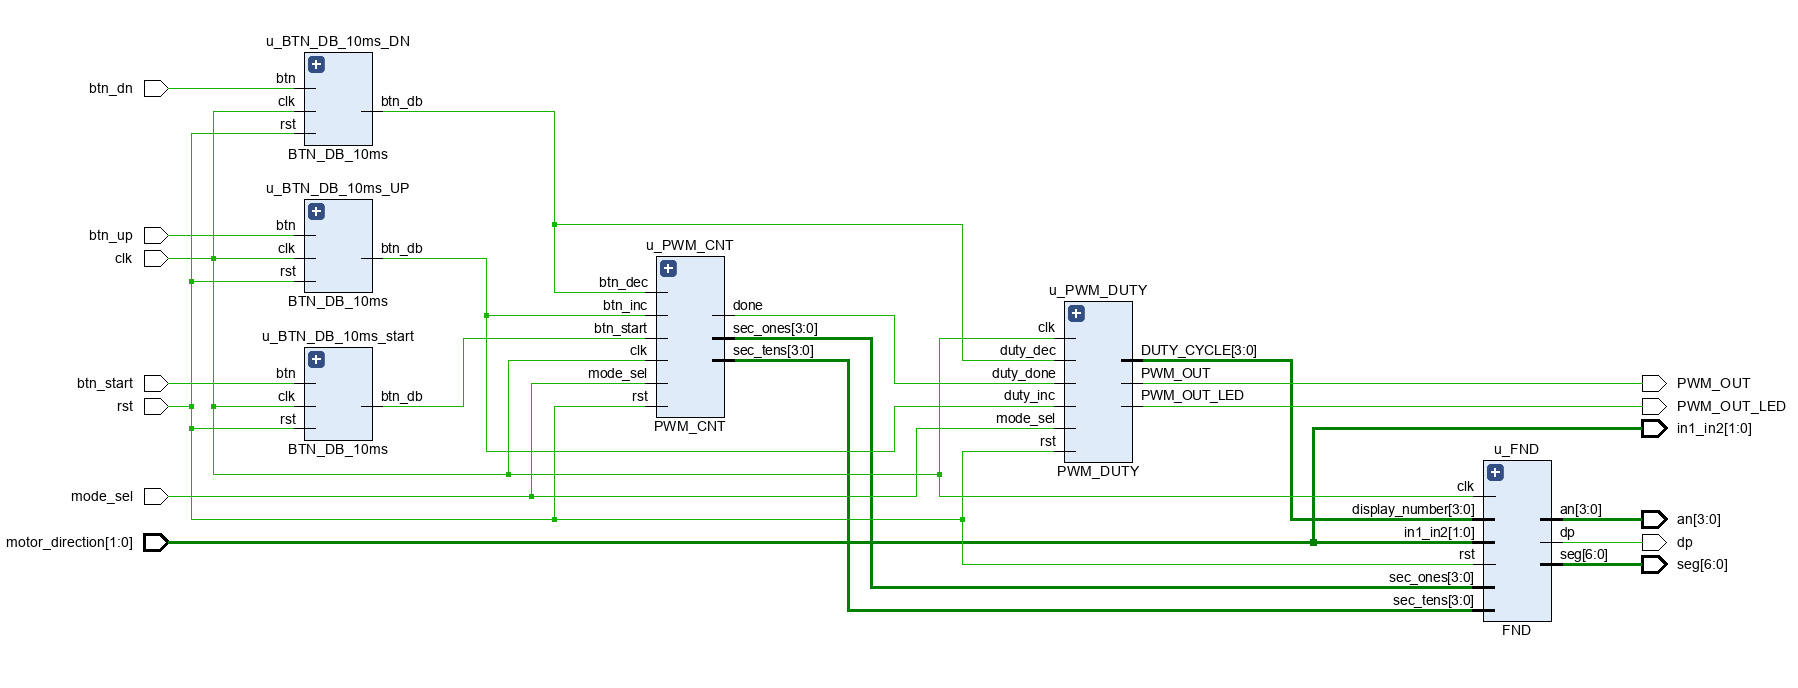 u_BTN_DB_10ms_DN
btn_dn
btn
clk
rst
btn_db
BTN_DB_10ms
u_BTN_DB_10ms_UP
btn_up
clk
btn
clk
rst
btn_db
BTN_DB_10ms
u_BTN_DB_10ms_start
btn_start
rst
btn
clk
rst
btn_db
BTN_DB_10ms
mode_sel
motor_direction[1:0]
u_PWM_CNT
btn_dec
btn_inc
btn_start
clk
mode_sel
rst
done
sec_ones[3:0]
sec_tens[3:0]
PWM_CNT
u_PWM_DUTY
clk
duty_dec
duty_done
duty_inc
mode_sel
rst
DUTY_CYCLE[3:0]
PWM_OUT
PWM_OUT_LED
PWM_DUTY
u_FND
clk
display_number[3:0]
in1_in2[1:0]
rst
sec_ones[3:0]
sec_tens[3:0]
an[3:0]
dp
seg[6:0]
FND
PWM_OUT
PWM_OUT_LED
in1_in2[1:0]
an[3:0]
dp
seg[6:0]